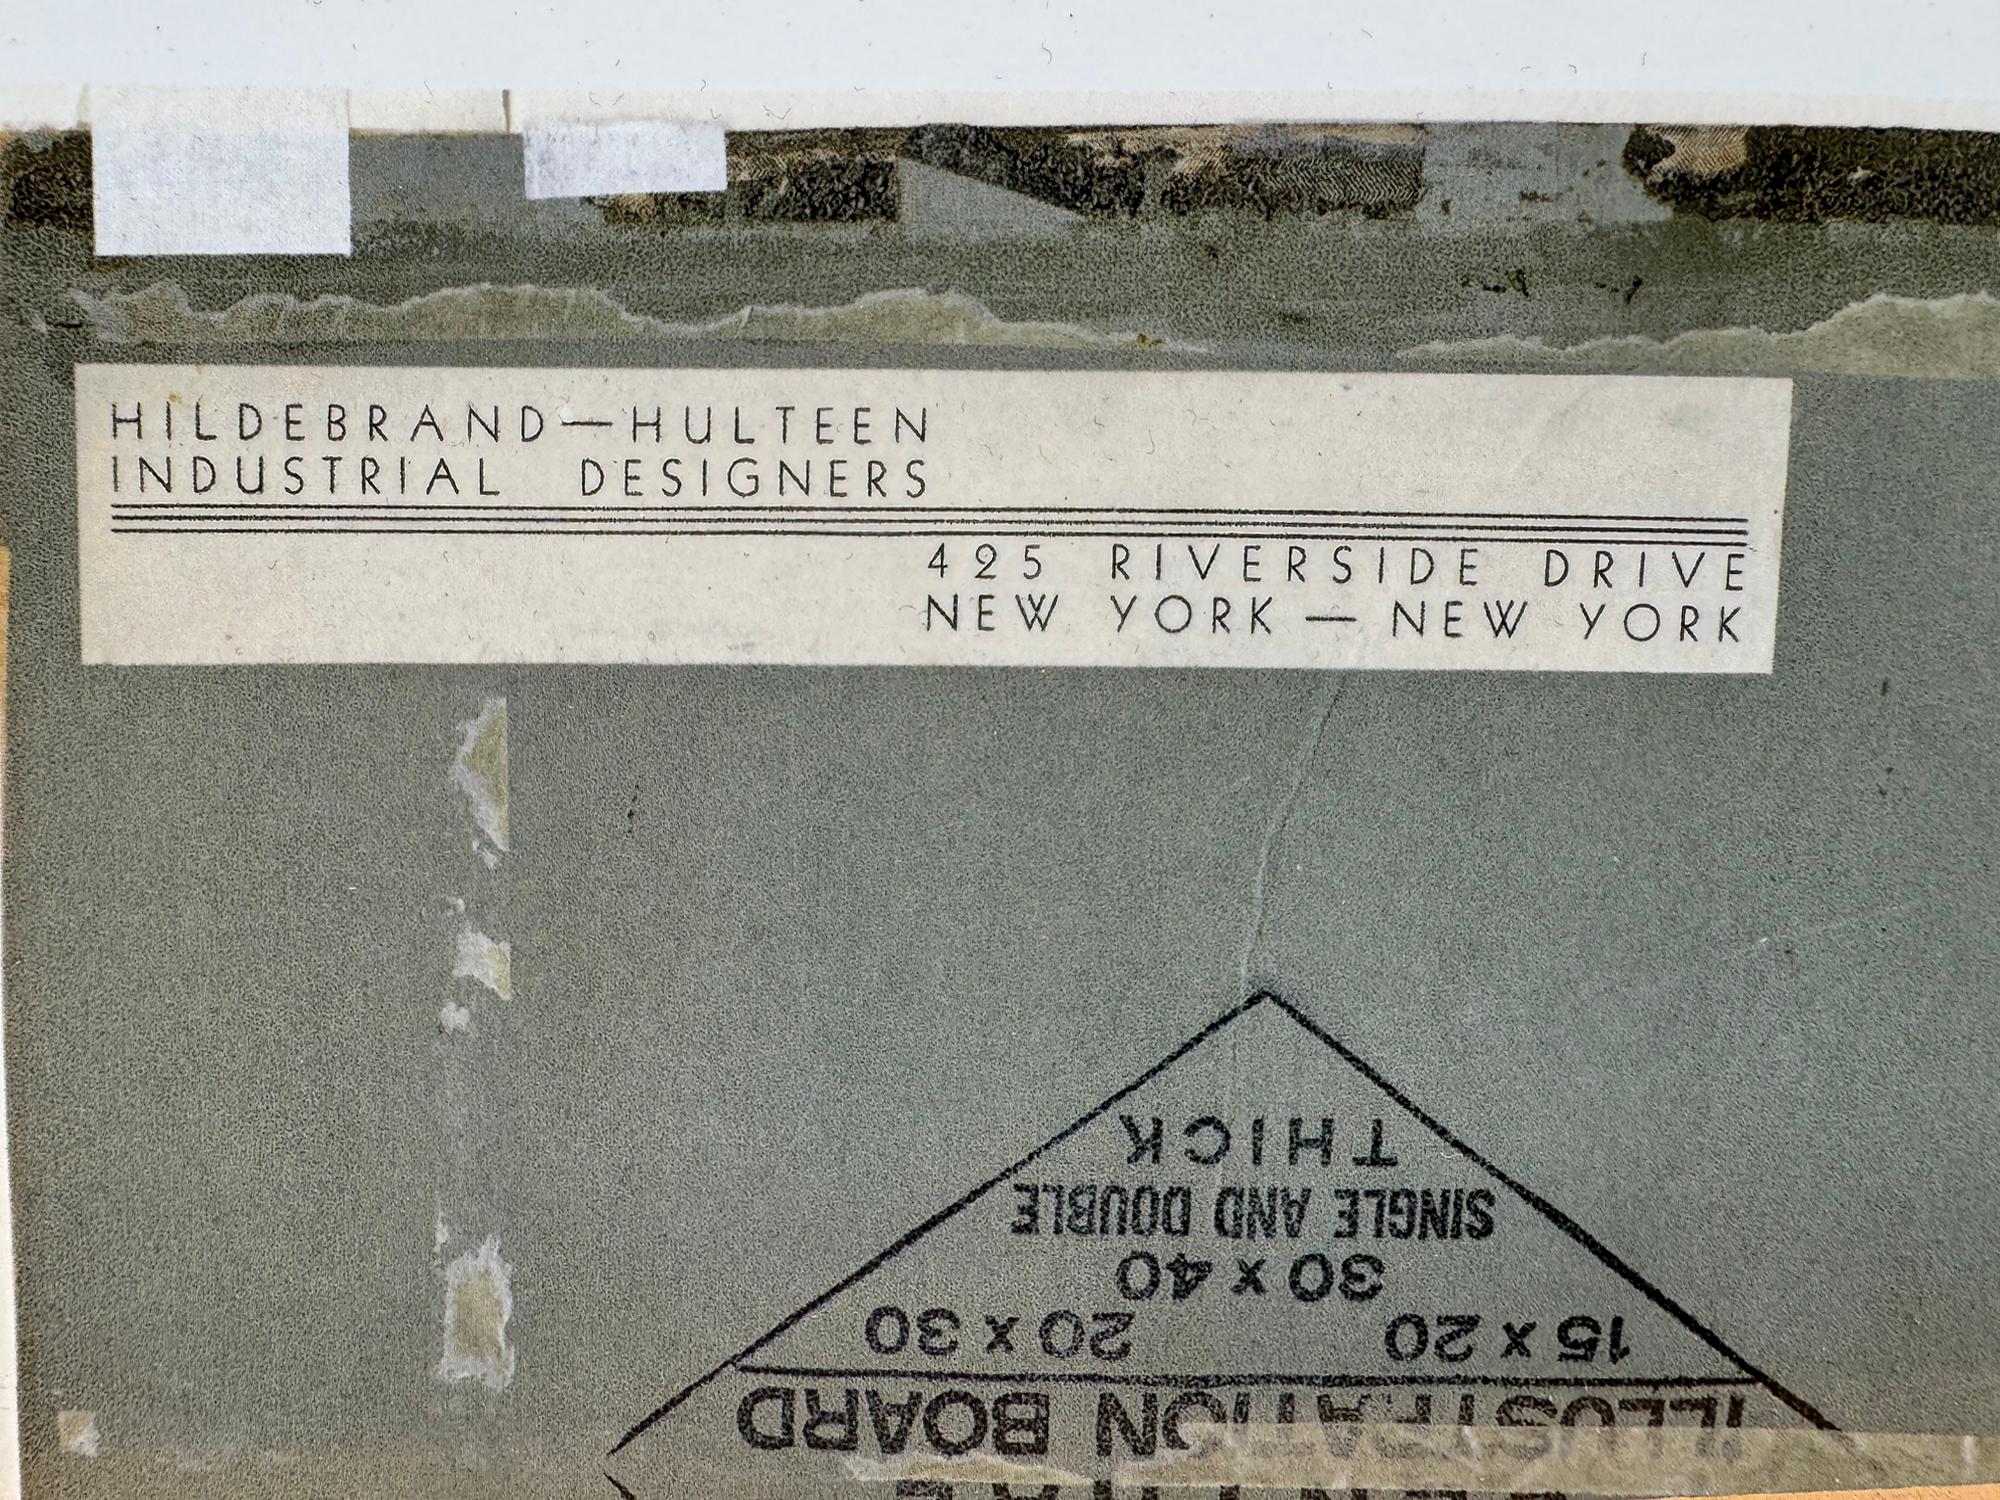 HILDEBRAND—HULTEEN
INDUSTRIAL DESIGNERS
425 RIVERSIDE DRIVE
NEW YORK — NEW YORK
ILLUSTRATION BOARD
15 x 20 20 x 30
30 x 40
SINGLE AND DOUBLE
THICK